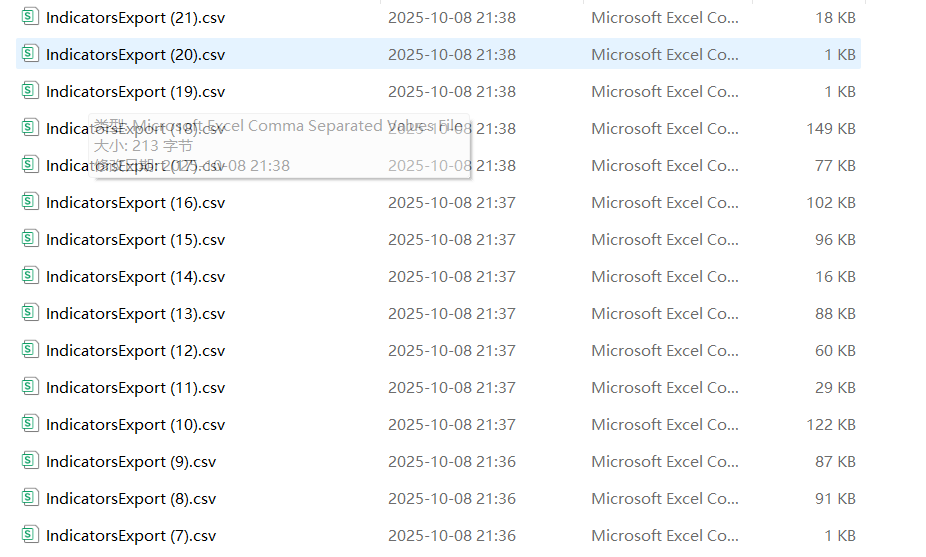 IndicatorsExport (21).csv 2025-10-08 21:38 Microsoft Excel Co... 18 KB
IndicatorsExport (20).csv 2025-10-08 21:38 Microsoft Excel Co... 1 KB
IndicatorsExport (19).csv 2025-10-08 21:38 Microsoft Excel Co... 1 KB
类型: Microsoft Excel Comma Separated Values File
IndicatorsExport (18).csv 2025-10-08 21:38 Microsoft Excel Co... 149 KB
大小: 213 字节
IndicatorsExport (17).csv 2025-10-08 21:38 Microsoft Excel Co... 77 KB
修改日期: 2025-10-08 21:38
IndicatorsExport (16).csv 2025-10-08 21:37 Microsoft Excel Co... 102 KB
IndicatorsExport (15).csv 2025-10-08 21:37 Microsoft Excel Co... 96 KB
IndicatorsExport (14).csv 2025-10-08 21:37 Microsoft Excel Co... 16 KB
IndicatorsExport (13).csv 2025-10-08 21:37 Microsoft Excel Co... 88 KB
IndicatorsExport (12).csv 2025-10-08 21:37 Microsoft Excel Co... 60 KB
IndicatorsExport (11).csv 2025-10-08 21:37 Microsoft Excel Co... 29 KB
IndicatorsExport (10).csv 2025-10-08 21:37 Microsoft Excel Co... 122 KB
IndicatorsExport (9).csv 2025-10-08 21:36 Microsoft Excel Co... 87 KB
IndicatorsExport (8).csv 2025-10-08 21:36 Microsoft Excel Co... 91 KB
IndicatorsExport (7).csv 2025-10-08 21:36 Microsoft Excel Co... 1 KB